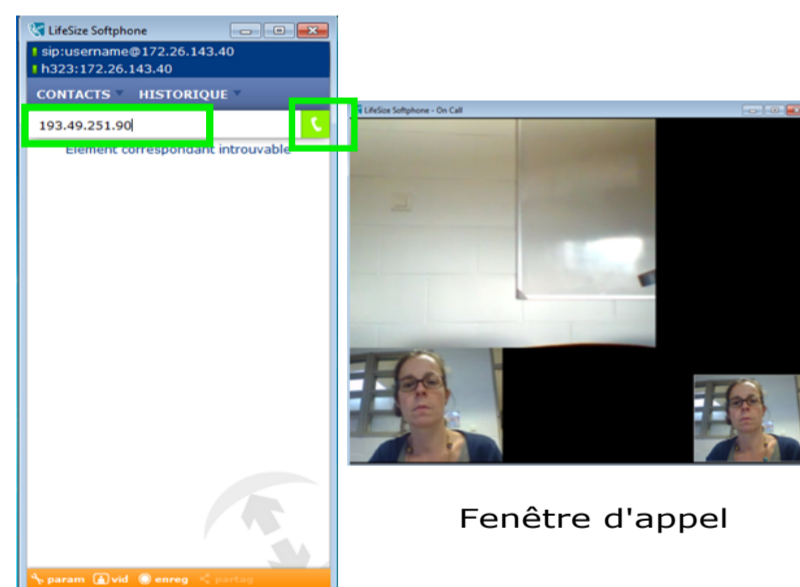 LifeSize Softphone
sip:username@172.26.143.40
h323:172.26.143.40
CONTACTS HISTORIQUE
193.49.251.90
Elément correspondant introuvable
LifeSize Softphone - On Call
Fenêtre d'appel
param vid enreg partag